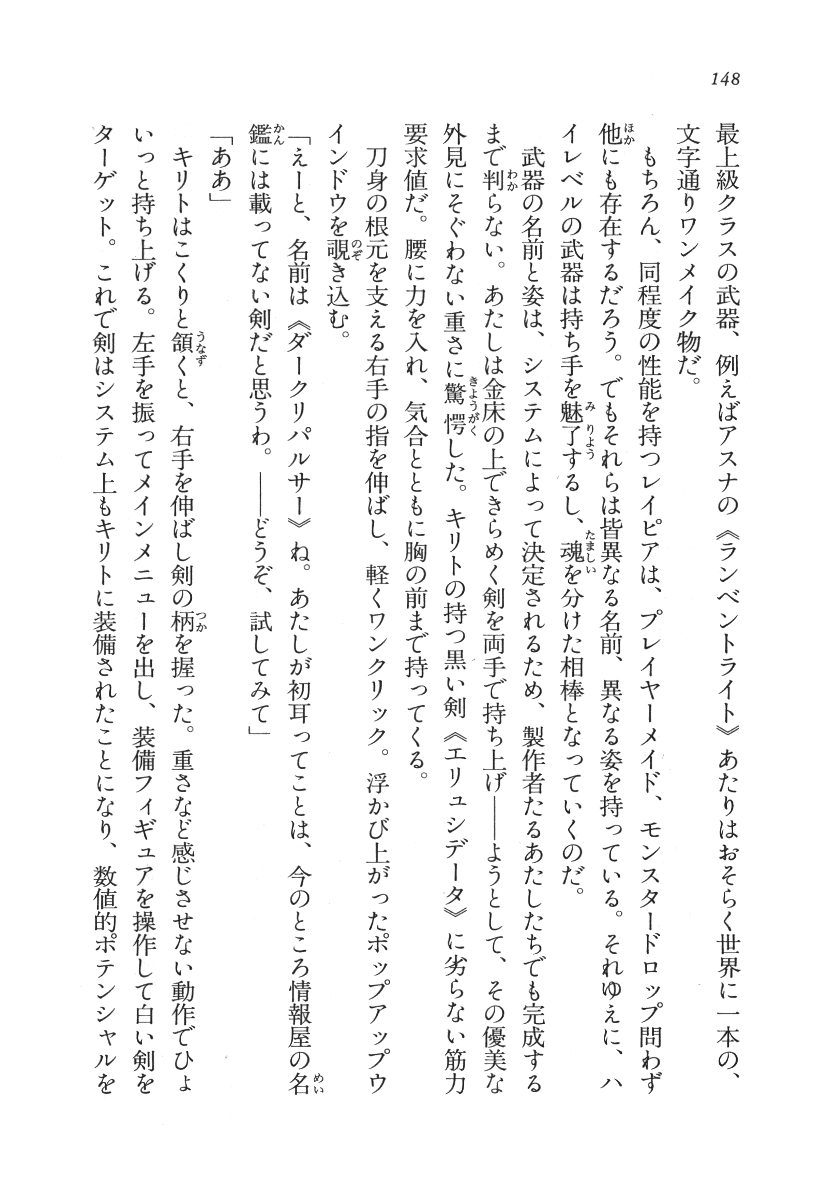 148
最上級クラスの武器、例えばアスナの《ランベントライト》あたりはおそらく世界に一本の、
文字通りワンメイク物だ。
もちろん、同程度の性能を持つレイピアは、プレイヤーメイド、モンスタードロップ問わず
他にも存在するだろう。でもそれらは皆異なる名前、異なる姿を持っている。それゆえに、ハ
イレベルの武器は持ち手を魅了するし、魂を分けた相棒となっていくのだ。
武器の名前と姿は、システムによって決定されるため、製作者たるあたしたちでも完成する
まで判らない。あたしは金床の上できらめく剣を両手で持ち上げ――ようとして、その優美な
外見にそぐわない重さに驚愕した。キリトの持つ黒い剣《エリュシデータ》に劣らない筋力
要求値だ。腰に力を入れ、気合とともに胸の前まで持ってくる。
刀身の根元を支える右手の指を伸ばし、軽くワンクリック。浮かび上がったポップアップウ
インドウを覗き込む。
「えーと、名前は《ダークリパルサー》ね。あたしが初耳ってことは、今のところ情報屋の名
鑑には載ってない剣だと思うわ。――どうぞ、試してみて」
「ああ」
キリトはこくりと頷くと、右手を伸ばし剣の柄を握った。重さなど感じさせない動作でひょ
いっと持ち上げる。左手を振ってメインメニューを出し、装備フィギュアを操作して白い剣を
ターゲット。これで剣はシステム上もキリトに装備されたことになり、数値的ポテンシャルを